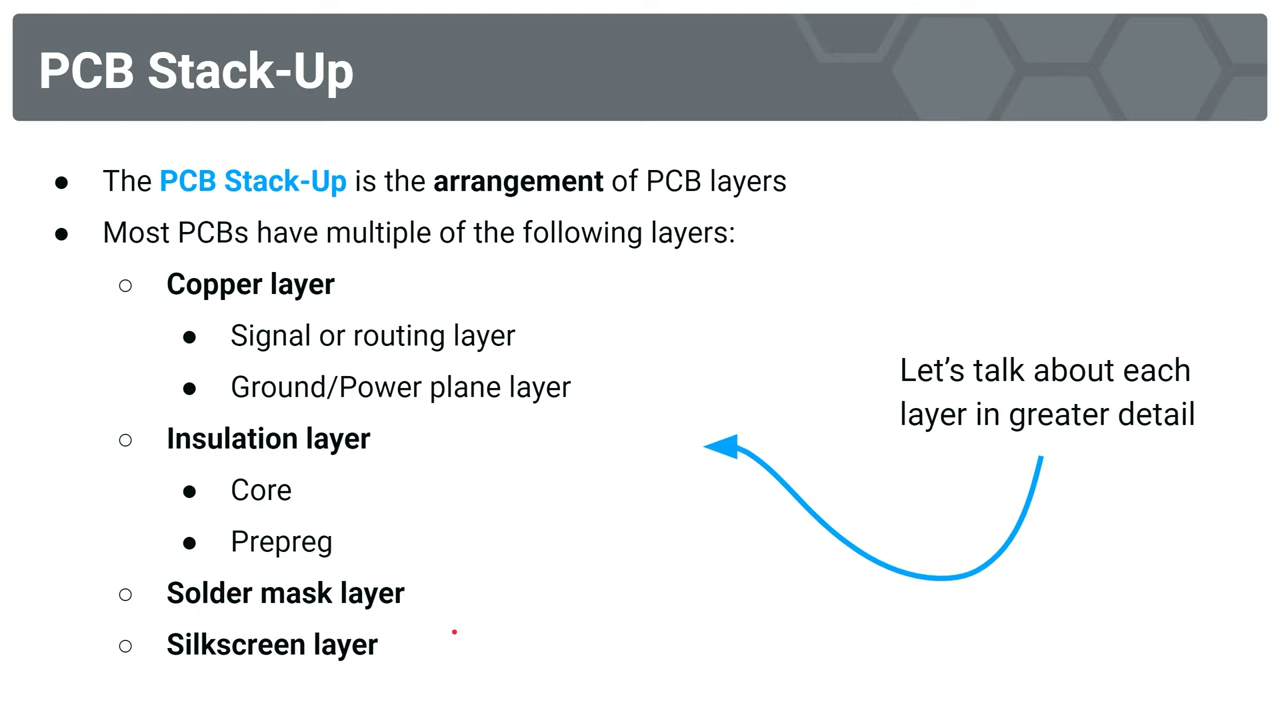 PCB Stack-Up
● The PCB Stack-Up is the arrangement of PCB layers
● Most PCBs have multiple of the following layers:
○ Copper layer
● Signal or routing layer
● Ground/Power plane layer
○ Insulation layer
● Core
● Prepreg
○ Solder mask layer
○ Silkscreen layer
Let’s talk about each
layer in greater detail